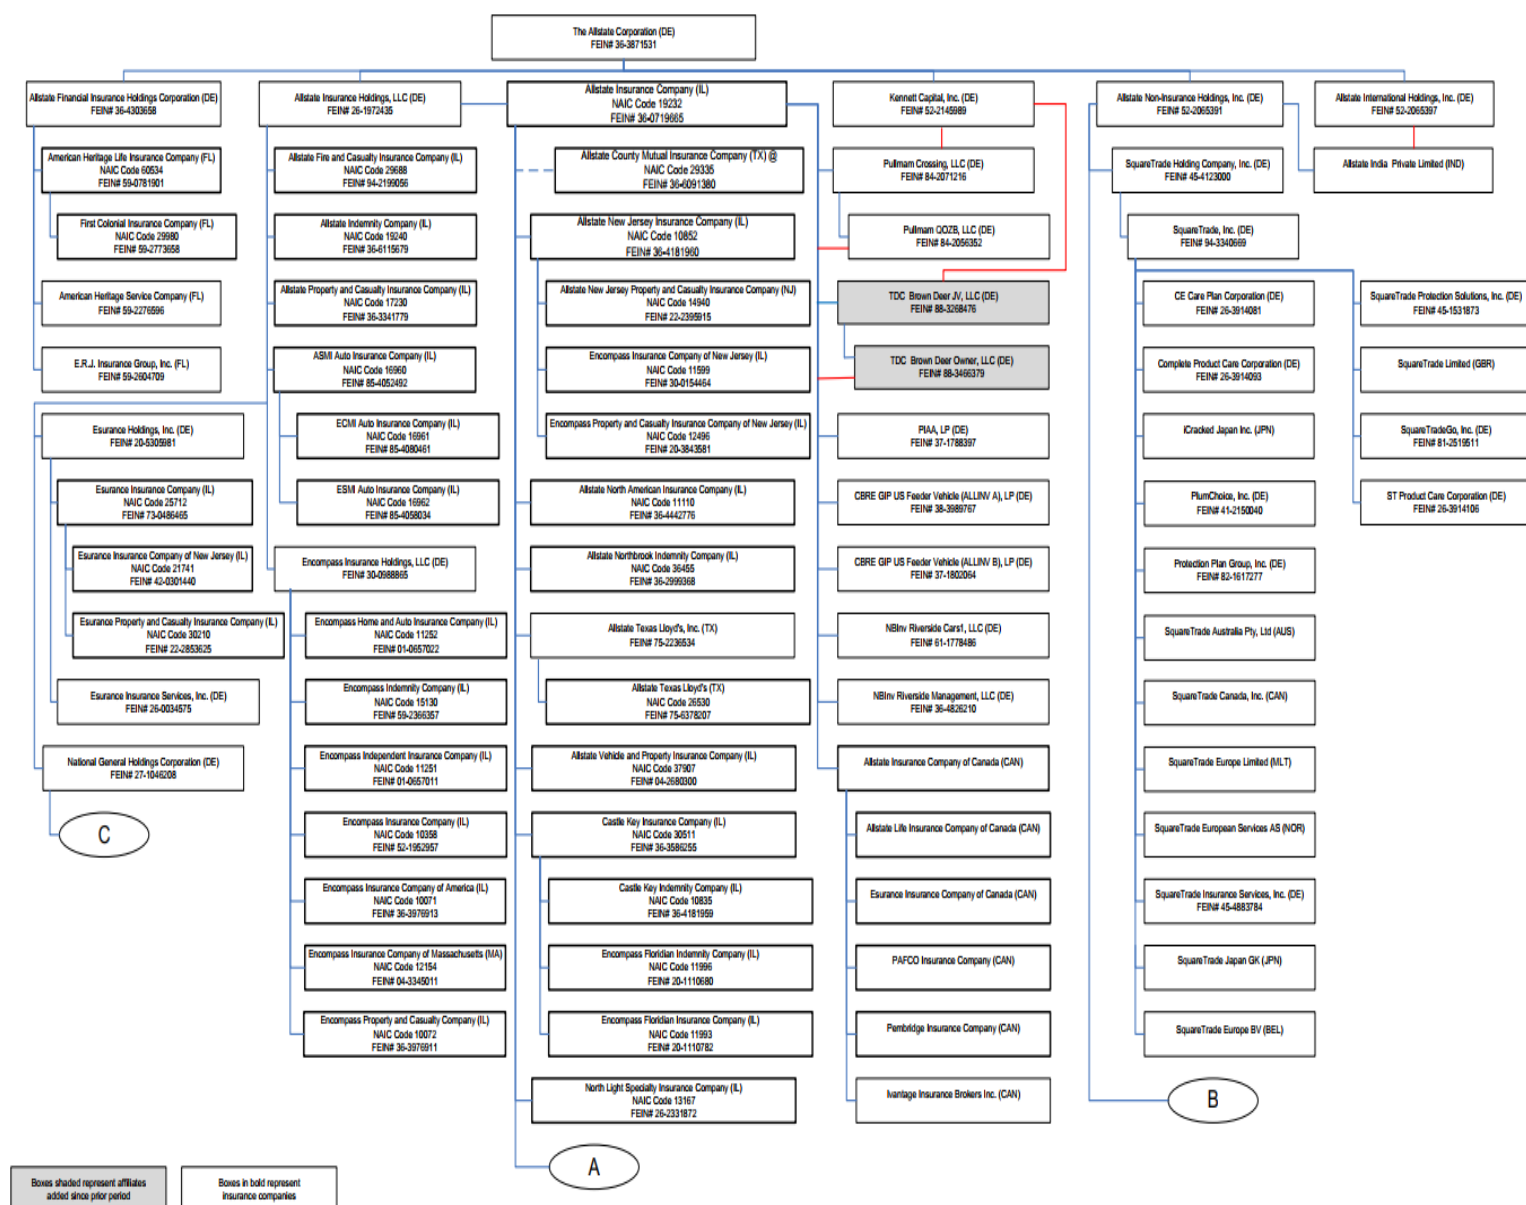 The Allstate Corporation (DE)
FEIN# 36-3871531
Allstate Financial Insurance Holdings Corporation (DE)
FEIN# 36-4303658
American Heritage Life Insurance Company (FL)
NAIC Code 60534
FEIN# 59-0781901
First Colonial Insurance Company (FL)
NAIC Code 29980
FEIN# 59-2773658
American Heritage Service Company (FL)
FEIN# 59-2276596
E.R.J. Insurance Group, Inc. (FL)
FEIN# 59-2604709
Allstate Insurance Holdings, LLC (DE)
FEIN# 26-1972435
Allstate Fire and Casualty Insurance Company (IL)
NAIC Code 29688
FEIN# 94-2199056
Allstate Indemnity Company (IL)
NAIC Code 19240
FEIN# 36-6115679
Allstate Property and Casualty Insurance Company (IL)
NAIC Code 17230
FEIN# 36-3341779
ASMI Auto Insurance Company (IL)
NAIC Code 16960
FEIN# 85-4052492
ECMI Auto Insurance Company (IL)
NAIC Code 16961
FEIN# 85-4080461
ESMI Auto Insurance Company (IL)
NAIC Code 16962
FEIN# 85-4058034
Esurance Holdings, Inc. (DE)
FEIN# 20-5305981
Esurance Insurance Company (IL)
NAIC Code 25712
FEIN# 73-0486465
Esurance Insurance Company of New Jersey (IL)
NAIC Code 21741
FEIN# 42-0301440
Esurance Property and Casualty Insurance Company (IL)
NAIC Code 30210
FEIN# 22-2853625
Esurance Insurance Services, Inc. (DE)
FEIN# 26-0034575
National General Holdings Corporation (DE)
FEIN# 27-1046208
C
Encompass Insurance Holdings, LLC (DE)
FEIN# 30-0988865
Encompass Home and Auto Insurance Company (IL)
NAIC Code 11252
FEIN# 01-0657022
Encompass Indemnity Company (IL)
NAIC Code 15130
FEIN# 59-2366357
Encompass Independent Insurance Company (IL)
NAIC Code 11251
FEIN# 01-0657011
Encompass Insurance Company (IL)
NAIC Code 10358
FEIN# 52-1952957
Encompass Insurance Company of America (IL)
NAIC Code 10071
FEIN# 36-3976913
Encompass Insurance Company of Massachusetts (MA)
NAIC Code 12154
FEIN# 04-3345011
Encompass Property and Casualty Company (IL)
NAIC Code 10072
FEIN# 36-3976911
Allstate Insurance Company (IL)
NAIC Code 19232
FEIN# 36-0719665
Allstate County Mutual Insurance Company (TX) @
NAIC Code 29335
FEIN# 36-6091380
Allstate New Jersey Insurance Company (IL)
NAIC Code 10852
FEIN# 36-4181960
Allstate New Jersey Property and Casualty Insurance Company (NJ)
NAIC Code 14940
FEIN# 22-2395915
Encompass Insurance Company of New Jersey (IL)
NAIC Code 11599
FEIN# 30-0154464
Encompass Property and Casualty Insurance Company of New Jersey (IL)
NAIC Code 12496
FEIN# 20-3843581
Allstate North American Insurance Company (IL)
NAIC Code 11110
FEIN# 36-4442776
Allstate Northbrook Indemnity Company (IL)
NAIC Code 36455
FEIN# 36-2999368
Allstate Texas Lloyd's, Inc. (TX)
FEIN# 75-2236534
Allstate Texas Lloyd's (TX)
NAIC Code 26530
FEIN# 75-6378207
Allstate Vehicle and Property Insurance Company (IL)
NAIC Code 37907
FEIN# 04-2680300
Castle Key Insurance Company (IL)
NAIC Code 30511
FEIN# 36-3586255
Castle Key Indemnity Company (IL)
NAIC Code 10835
FEIN# 36-4181959
Encompass Floridian Indemnity Company (IL)
NAIC Code 11996
FEIN# 20-1110680
Encompass Floridian Insurance Company (IL)
NAIC Code 11993
FEIN# 20-1110782
North Light Specialty Insurance Company (IL)
NAIC Code 13167
FEIN# 26-2331872
A
Kennett Capital, Inc. (DE)
FEIN# 52-2145989
Pullmam Crossing, LLC (DE)
FEIN# 84-2071216
Pullmam QOZB, LLC (DE)
FEIN# 84-2056352
TDC Brown Deer JV, LLC (DE)
FEIN# 88-3268476
TDC Brown Deer Owner, LLC (DE)
FEIN# 88-3466379
PIAA, LP (DE)
FEIN# 37-1788397
CBRE GIP US Feeder Vehicle (ALLINV A), LP (DE)
FEIN# 38-3989767
CBRE GIP US Feeder Vehicle (ALLINV B), LP (DE)
FEIN# 37-1802064
NBInv Riverside Cars1, LLC (DE)
FEIN# 61-1778486
NBInv Riverside Management, LLC (DE)
FEIN# 36-4826210
Allstate Insurance Company of Canada (CAN)
Allstate Life Insurance Company of Canada (CAN)
Esurance Insurance Company of Canada (CAN)
PAFCO Insurance Company (CAN)
Pembridge Insurance Company (CAN)
Ivantage Insurance Brokers Inc. (CAN)
Allstate Non-Insurance Holdings, Inc. (DE)
FEIN# 52-2065391
SquareTrade Holding Company, Inc. (DE)
FEIN# 45-4123000
SquareTrade, Inc. (DE)
FEIN# 94-3340669
CE Care Plan Corporation (DE)
FEIN# 26-3914081
Complete Product Care Corporation (DE)
FEIN# 26-3914093
iCracked Japan Inc. (JPN)
PlumChoice, Inc. (DE)
FEIN# 41-2150040
Protection Plan Group, Inc. (DE)
FEIN# 82-1617277
SquareTrade Australia Pty, Ltd (AUS)
SquareTrade Canada, Inc. (CAN)
SquareTrade Europe Limited (MLT)
SquareTrade European Services AS (NOR)
SquareTrade Insurance Services, Inc. (DE)
FEIN# 45-4883784
SquareTrade Japan GK (JPN)
SquareTrade Europe BV (BEL)
B
Allstate International Holdings, Inc. (DE)
FEIN# 52-2065397
Allstate India Private Limited (IND)
SquareTrade Protection Solutions, Inc. (DE)
FEIN# 45-1531873
SquareTrade Limited (GBR)
SquareTradeGo, Inc. (DE)
FEIN# 81-2519511
ST Product Care Corporation (DE)
FEIN# 26-3914106
Boxes shaded represent affiliates
added since prior period
Boxes in bold represent
insurance companies